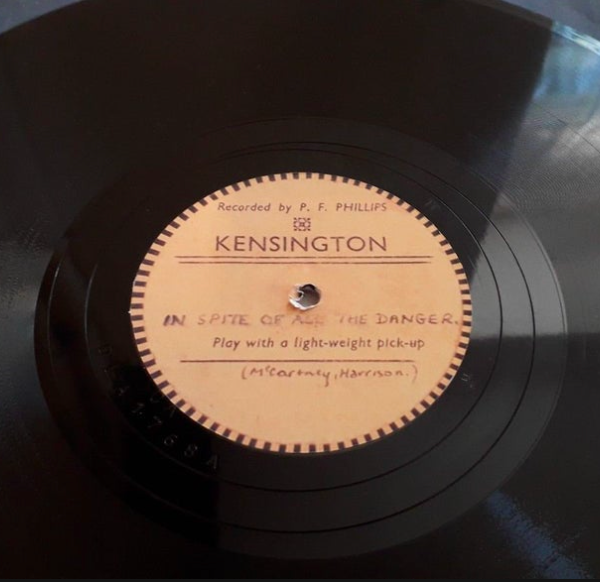 Recorded by P. F. PHILLIPS
KENSINGTON
IN SPITE OF ALL THE DANGER.
Play with a light-weight pick-up
(McCartney, Harrison.)